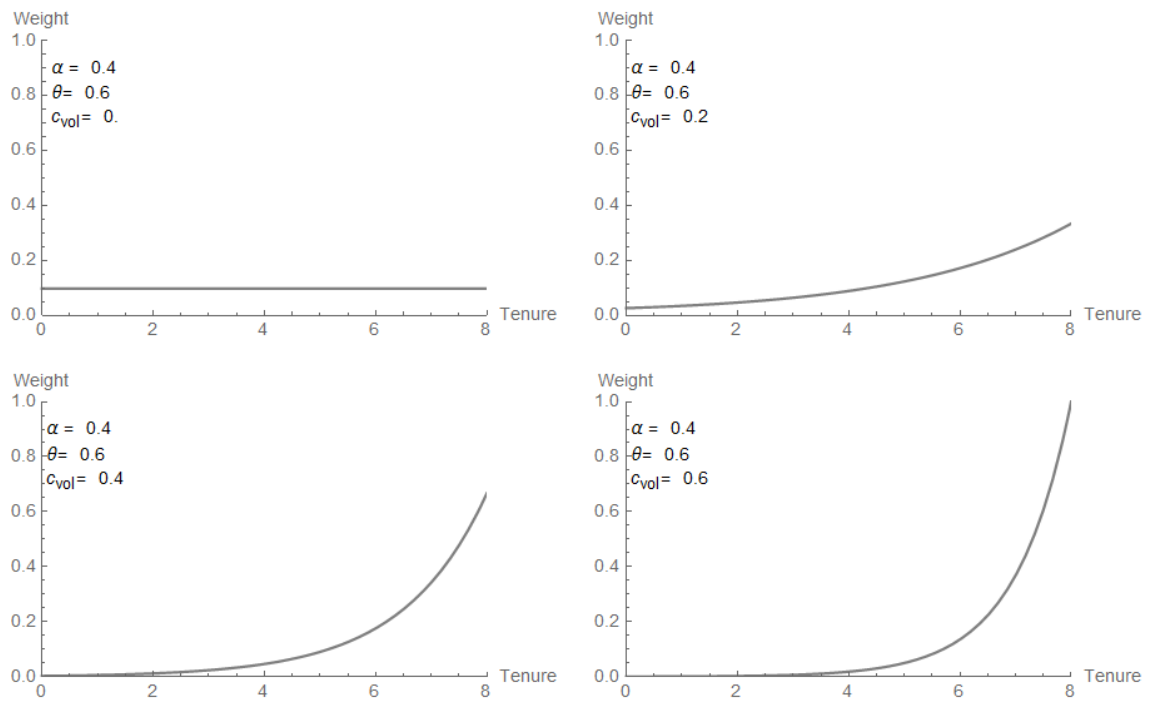 Weight
1.0
α = 0.4
0.8 θ= 0.6
c_vol= 0.
0.6
0.4
0.2
0.0 Tenure
0 2 4 6 8
Weight
1.0
α = 0.4
0.8 θ= 0.6
c_vol= 0.2
0.6
0.4
0.2
0.0 Tenure
0 2 4 6 8
Weight
1.0
α = 0.4
0.8 θ= 0.6
c_vol= 0.4
0.6
0.4
0.2
0.0 Tenure
0 2 4 6 8
Weight
1.0
α = 0.4
0.8 θ= 0.6
c_vol= 0.6
0.6
0.4
0.2
0.0 Tenure
0 2 4 6 8